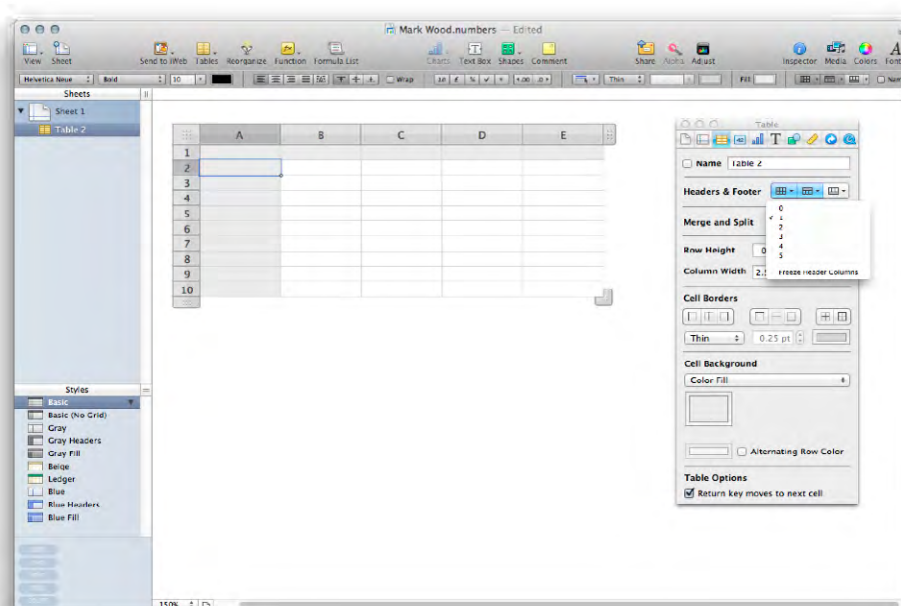 Mark Wood.numbers — Edited
View Sheet Send to iWeb Tables Reorganize Function Formula List Charts Text Box Shapes Comment Share Alpha Adjust Inspector Media Colors Font
Helvetica Neue Bold 10 Wrap Thin Fill
Sheets
Sheet 1
Table 2
A B C D E
1
2
3
4
5
6
7
8
9
10
Table
Name Table 2
Headers & Footer
0
1
2
3
4
5
Freeze Header Columns
Merge and Split
Row Height 0
Column Width 2.5
Cell Borders
Thin 0.25 pt
Cell Background
Color Fill
Alternating Row Color
Table Options
Return key moves to next cell
Styles
Basic
Basic (No Grid)
Gray
Gray Headers
Gray Fill
Beige
Ledger
Blue
Blue Headers
Blue Fill
150%